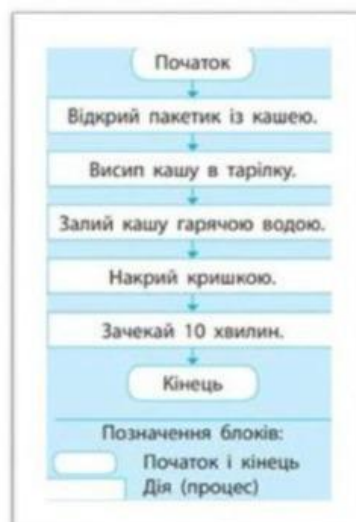 Початок
Відкрий пакетик із кашею.
Висип кашу в тарілку.
Залий кашу гарячою водою.
Накрий кришкою.
Зачекай 10 хвилин.
Кінець
Позначення блоків:
Початок і кінець
Дія (процес)